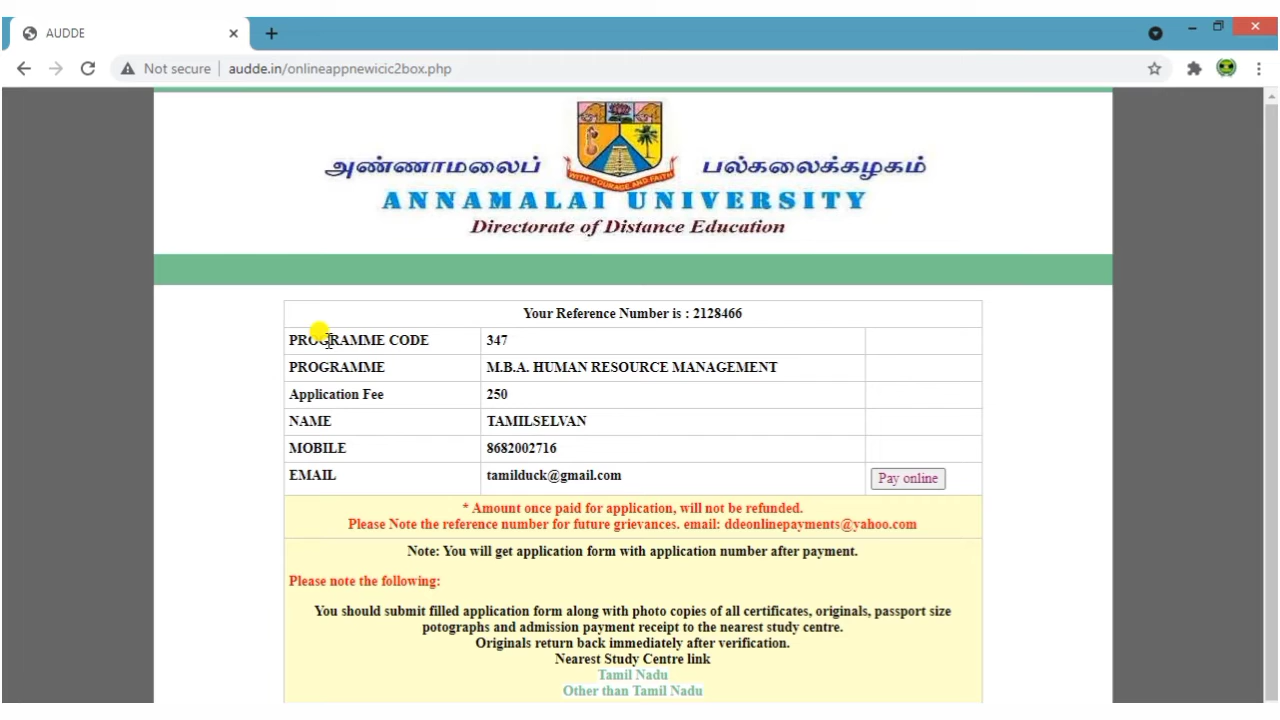 AUDDE
Not secure audde.in/onlineappnewicic2box.php
அண்ணாமலைப் பல்கலைக்கழகம்
WITH COURAGE AND FAITH
ANNAMALAI UNIVERSITY
Directorate of Distance Education
Your Reference Number is : 2128466
PROGRAMME CODE 347
PROGRAMME M.B.A. HUMAN RESOURCE MANAGEMENT
Application Fee 250
NAME TAMILSELVAN
MOBILE 8682002716
EMAIL tamilduck@gmail.com Pay online
* Amount once paid for application, will not be refunded.
Please Note the reference number for future grievances. email: ddeonlinepayments@yahoo.com
Note: You will get application form with application number after payment.
Please note the following:
You should submit filled application form along with photo copies of all certificates, originals, passport size
potographs and admission payment receipt to the nearest study centre.
Originals return back immediately after verification.
Nearest Study Centre link
Tamil Nadu
Other than Tamil Nadu